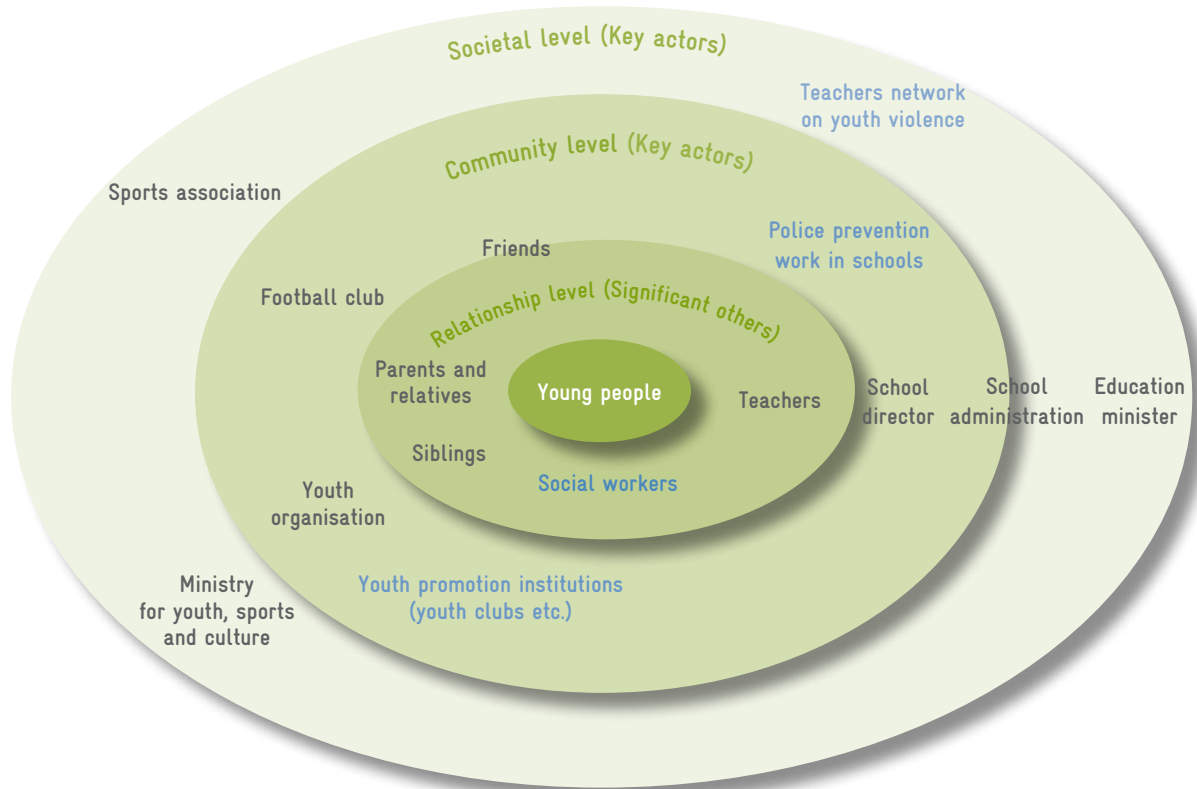 Societal level (Key actors)
Teachers network
on youth violence
Community level (Key actors)
Sports association
Police prevention
work in schools
Friends
Football club
Relationship level (Significant others)
Parents and
relatives
Young people
Teachers
School
director
School
administration
Education
minister
Siblings
Social workers
Youth
organisation
Ministry
for youth, sports
and culture
Youth promotion institutions
(youth clubs etc.)